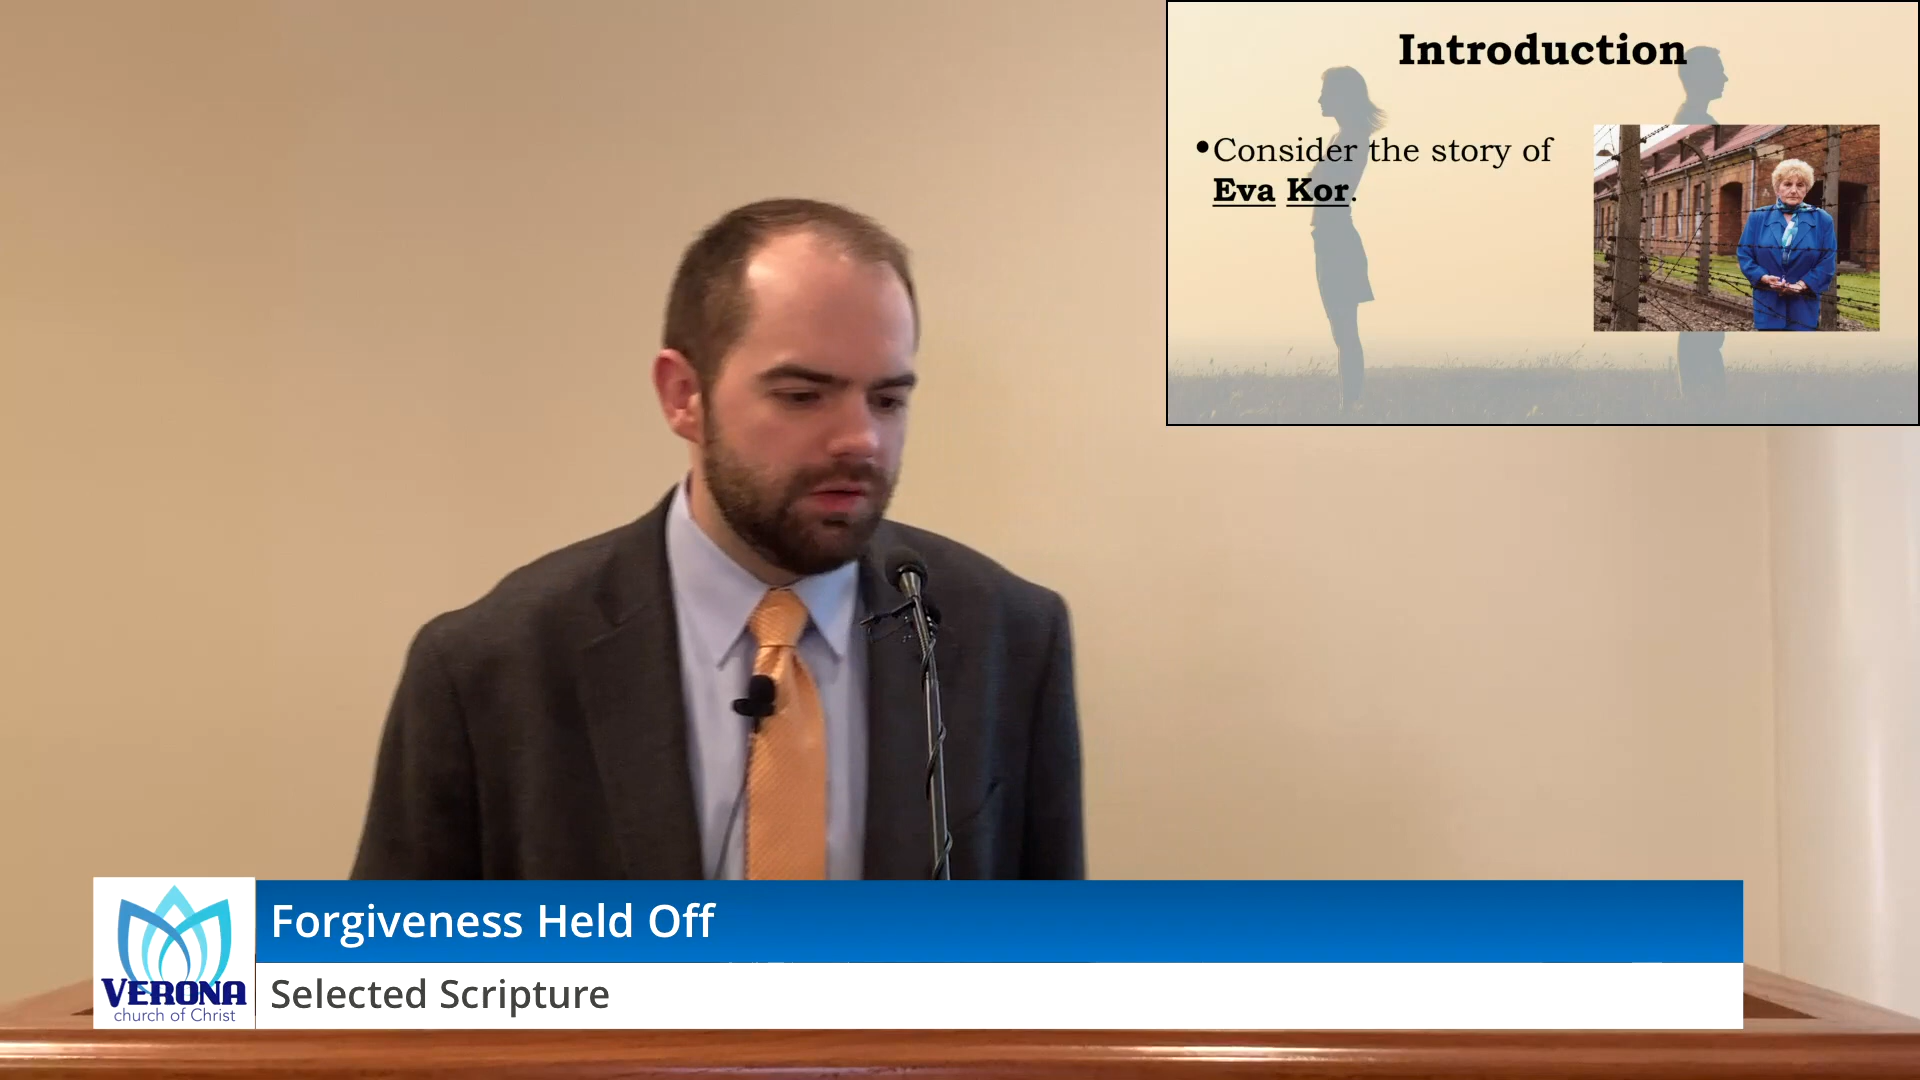 Introduction
•Consider the story of
Eva Kor.
Forgiveness Held Off
Selected Scripture
VERONA
church of Christ